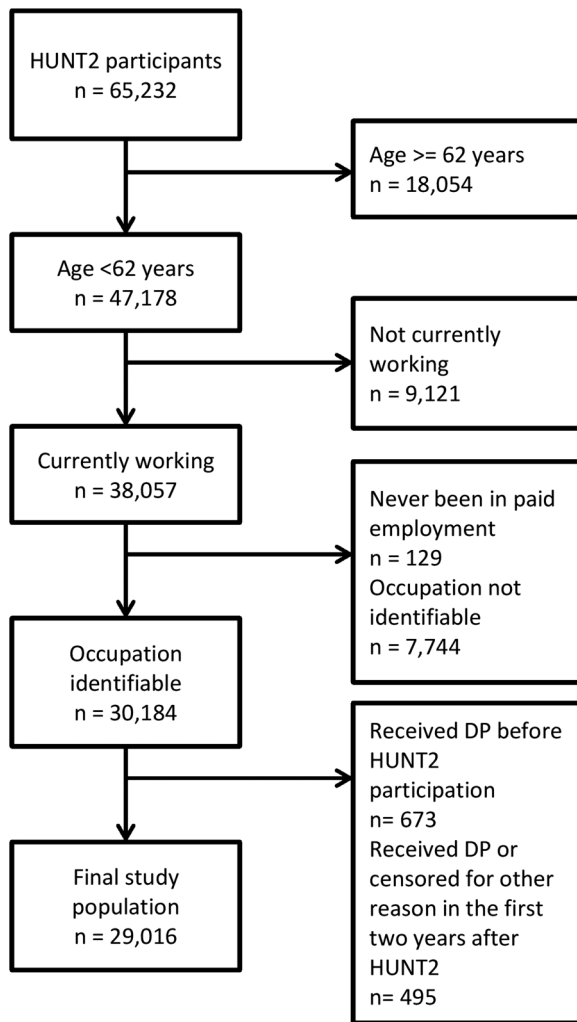 HUNT2 participants
n = 65,232
Age >= 62 years
n = 18,054
Age <62 years
n = 47,178
Not currently
working
n = 9,121
Currently working
n = 38,057
Never been in paid
employment
n = 129
Occupation not
identifiable
n = 7,744
Occupation
identifiable
n = 30,184
Received DP before
HUNT2
participation
n= 673
Received DP or
censored for other
reason in the first
two years after
HUNT2
n= 495
Final study
population
n = 29,016